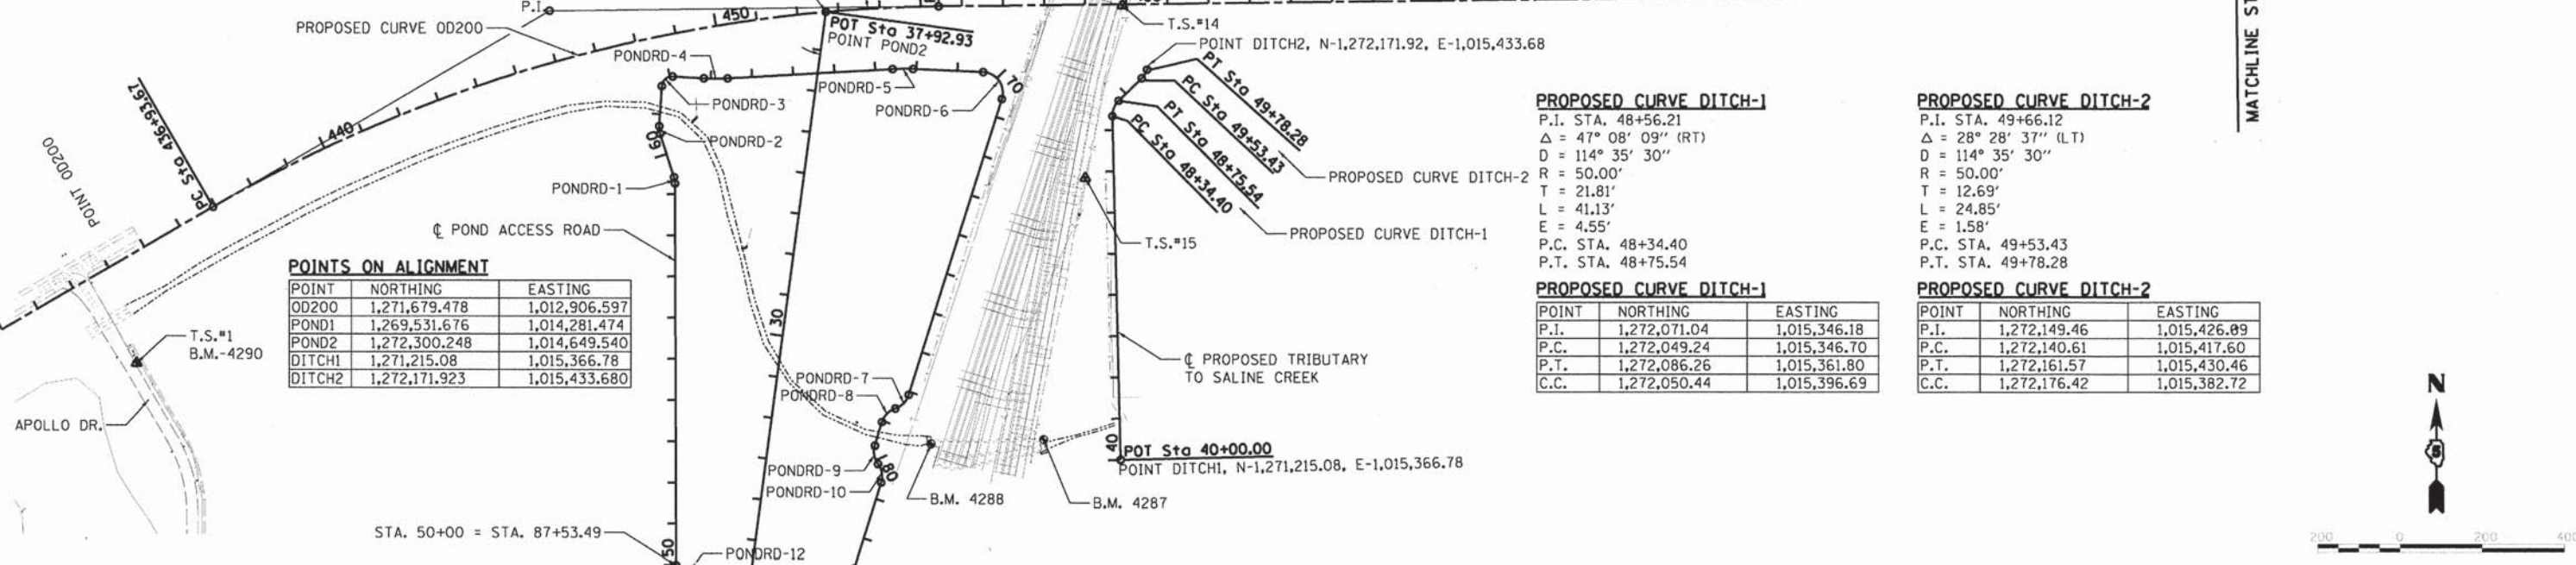 P.I.
PROPOSED CURVE OD200
450
POT Sta 37+92.93
POINT POND2
T.S.#14
POINT DITCH2, N-1,272,171.92, E-1,015,433.68
MATCHLINE ST
PONDRD-4
PONDRD-3
PONDRD-5
PONDRD-6
70
PT Sta 49+78.28
PC Sta 49+53.43
PT Sta 48+75.54
PC Sta 48+34.40
PROPOSED CURVE DITCH-2
PROPOSED CURVE DITCH-1
PC Sta 436+93.67
440
POINT OD200
60
PONDRD-2
PONDRD-1
℄ POND ACCESS ROAD
T.S.#15
PROPOSED CURVE DITCH-1
P.I. STA. 48+56.21
Δ = 47° 08' 09" (RT)
D = 114° 35' 30"
R = 50.00'
T = 21.81'
L = 41.13'
E = 4.55'
P.C. STA. 48+34.40
P.T. STA. 48+75.54
PROPOSED CURVE DITCH-2
P.I. STA. 49+66.12
Δ = 28° 28' 37" (LT)
D = 114° 35' 30"
R = 50.00'
T = 12.69'
L = 24.85'
E = 1.58'
P.C. STA. 49+53.43
P.T. STA. 49+78.28
POINTS ON ALIGNMENT
POINT NORTHING EASTING
OD200 1,271,679.478 1,012,906.597
POND1 1,269,531.676 1,014,281.474
POND2 1,272,300.248 1,014,649.540
DITCH1 1,271,215.08 1,015,366.78
DITCH2 1,272,171.923 1,015,433.680
PROPOSED CURVE DITCH-1
POINT NORTHING EASTING
P.I. 1,272,071.04 1,015,346.18
P.C. 1,272,049.24 1,015,346.70
P.T. 1,272,086.26 1,015,361.80
C.C. 1,272,050.44 1,015,396.69
PROPOSED CURVE DITCH-2
POINT NORTHING EASTING
P.I. 1,272,149.46 1,015,426.09
P.C. 1,272,140.61 1,015,417.60
P.T. 1,272,161.57 1,015,430.46
C.C. 1,272,176.42 1,015,382.72
T.S.#1
B.M.-4290
APOLLO DR.
30
PONDRD-7
PONDRD-8
PONDRD-9
80
PONDRD-10
B.M. 4288
B.M. 4287
℄ PROPOSED TRIBUTARY
TO SALINE CREEK
40
POT Sta 40+00.00
POINT DITCH1, N-1,271,215.08, E-1,015,366.78
STA. 50+00 = STA. 87+53.49
50
PONDRD-12
N
5
200 0 200 400